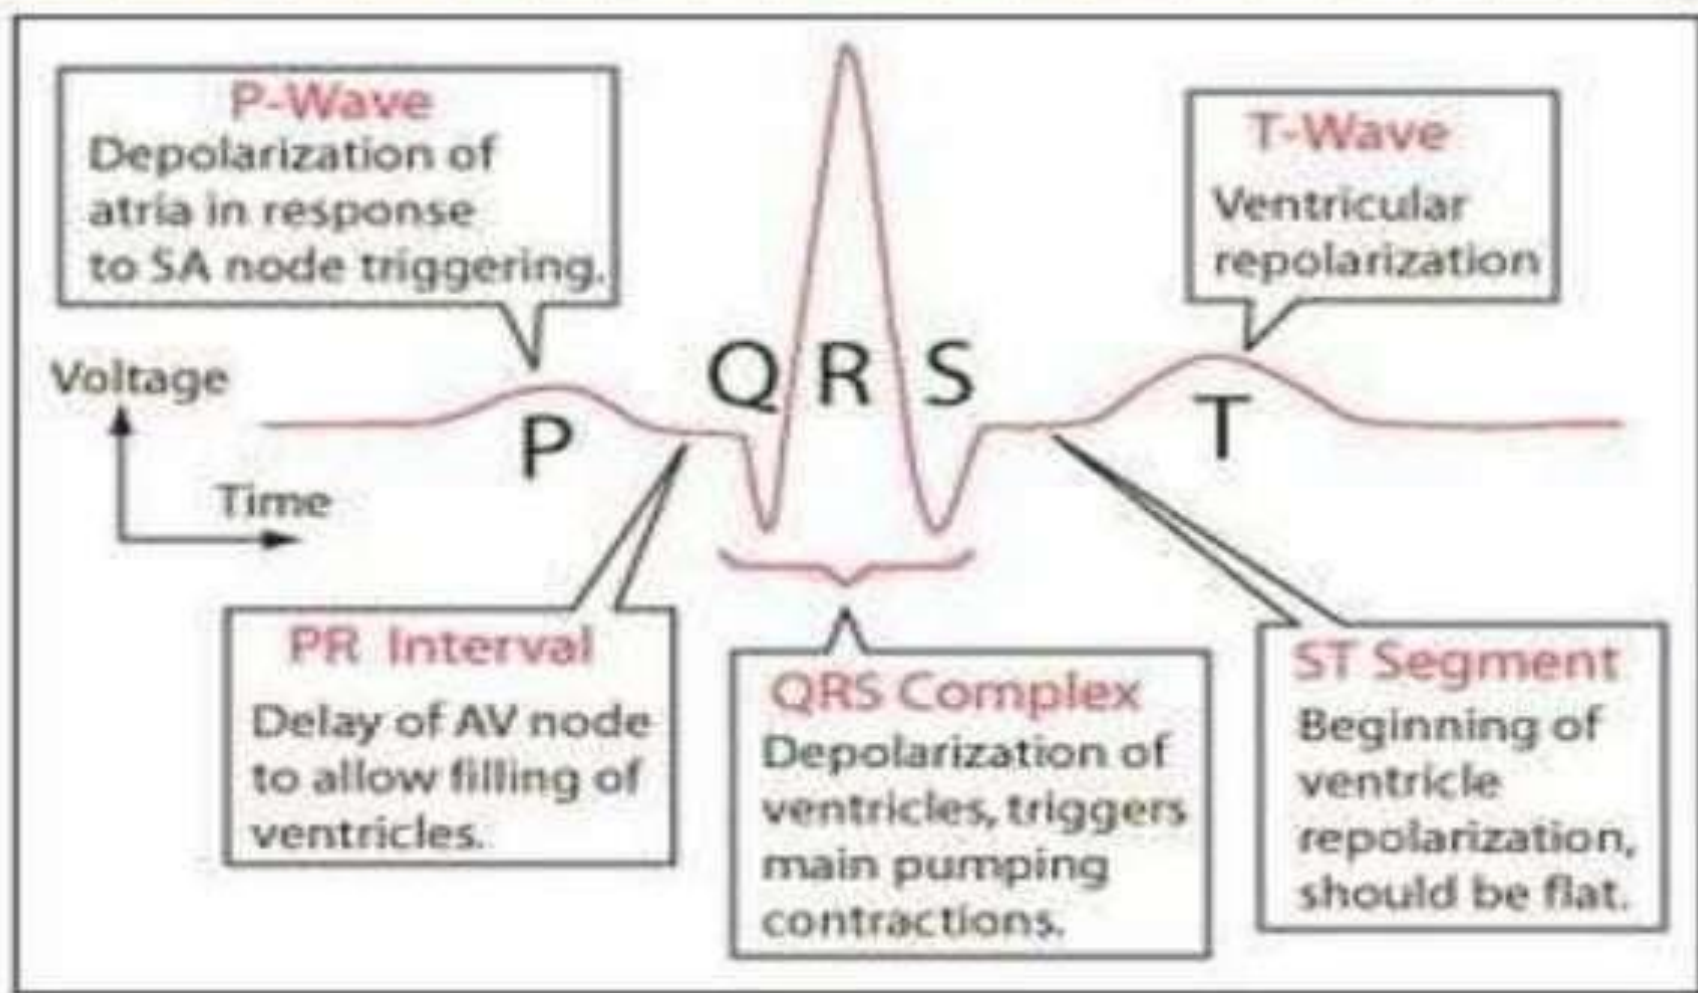 P-Wave
Depolarization of
atria in response
to SA node triggering.
T-Wave
Ventricular
repolarization
Voltage
Time
P
Q R S
T
PR Interval
Delay of AV node
to allow filling of
ventricles.
QRS Complex
Depolarization of
ventricles, triggers
main pumping
contractions.
ST Segment
Beginning of
ventricle
repolarization,
should be flat.